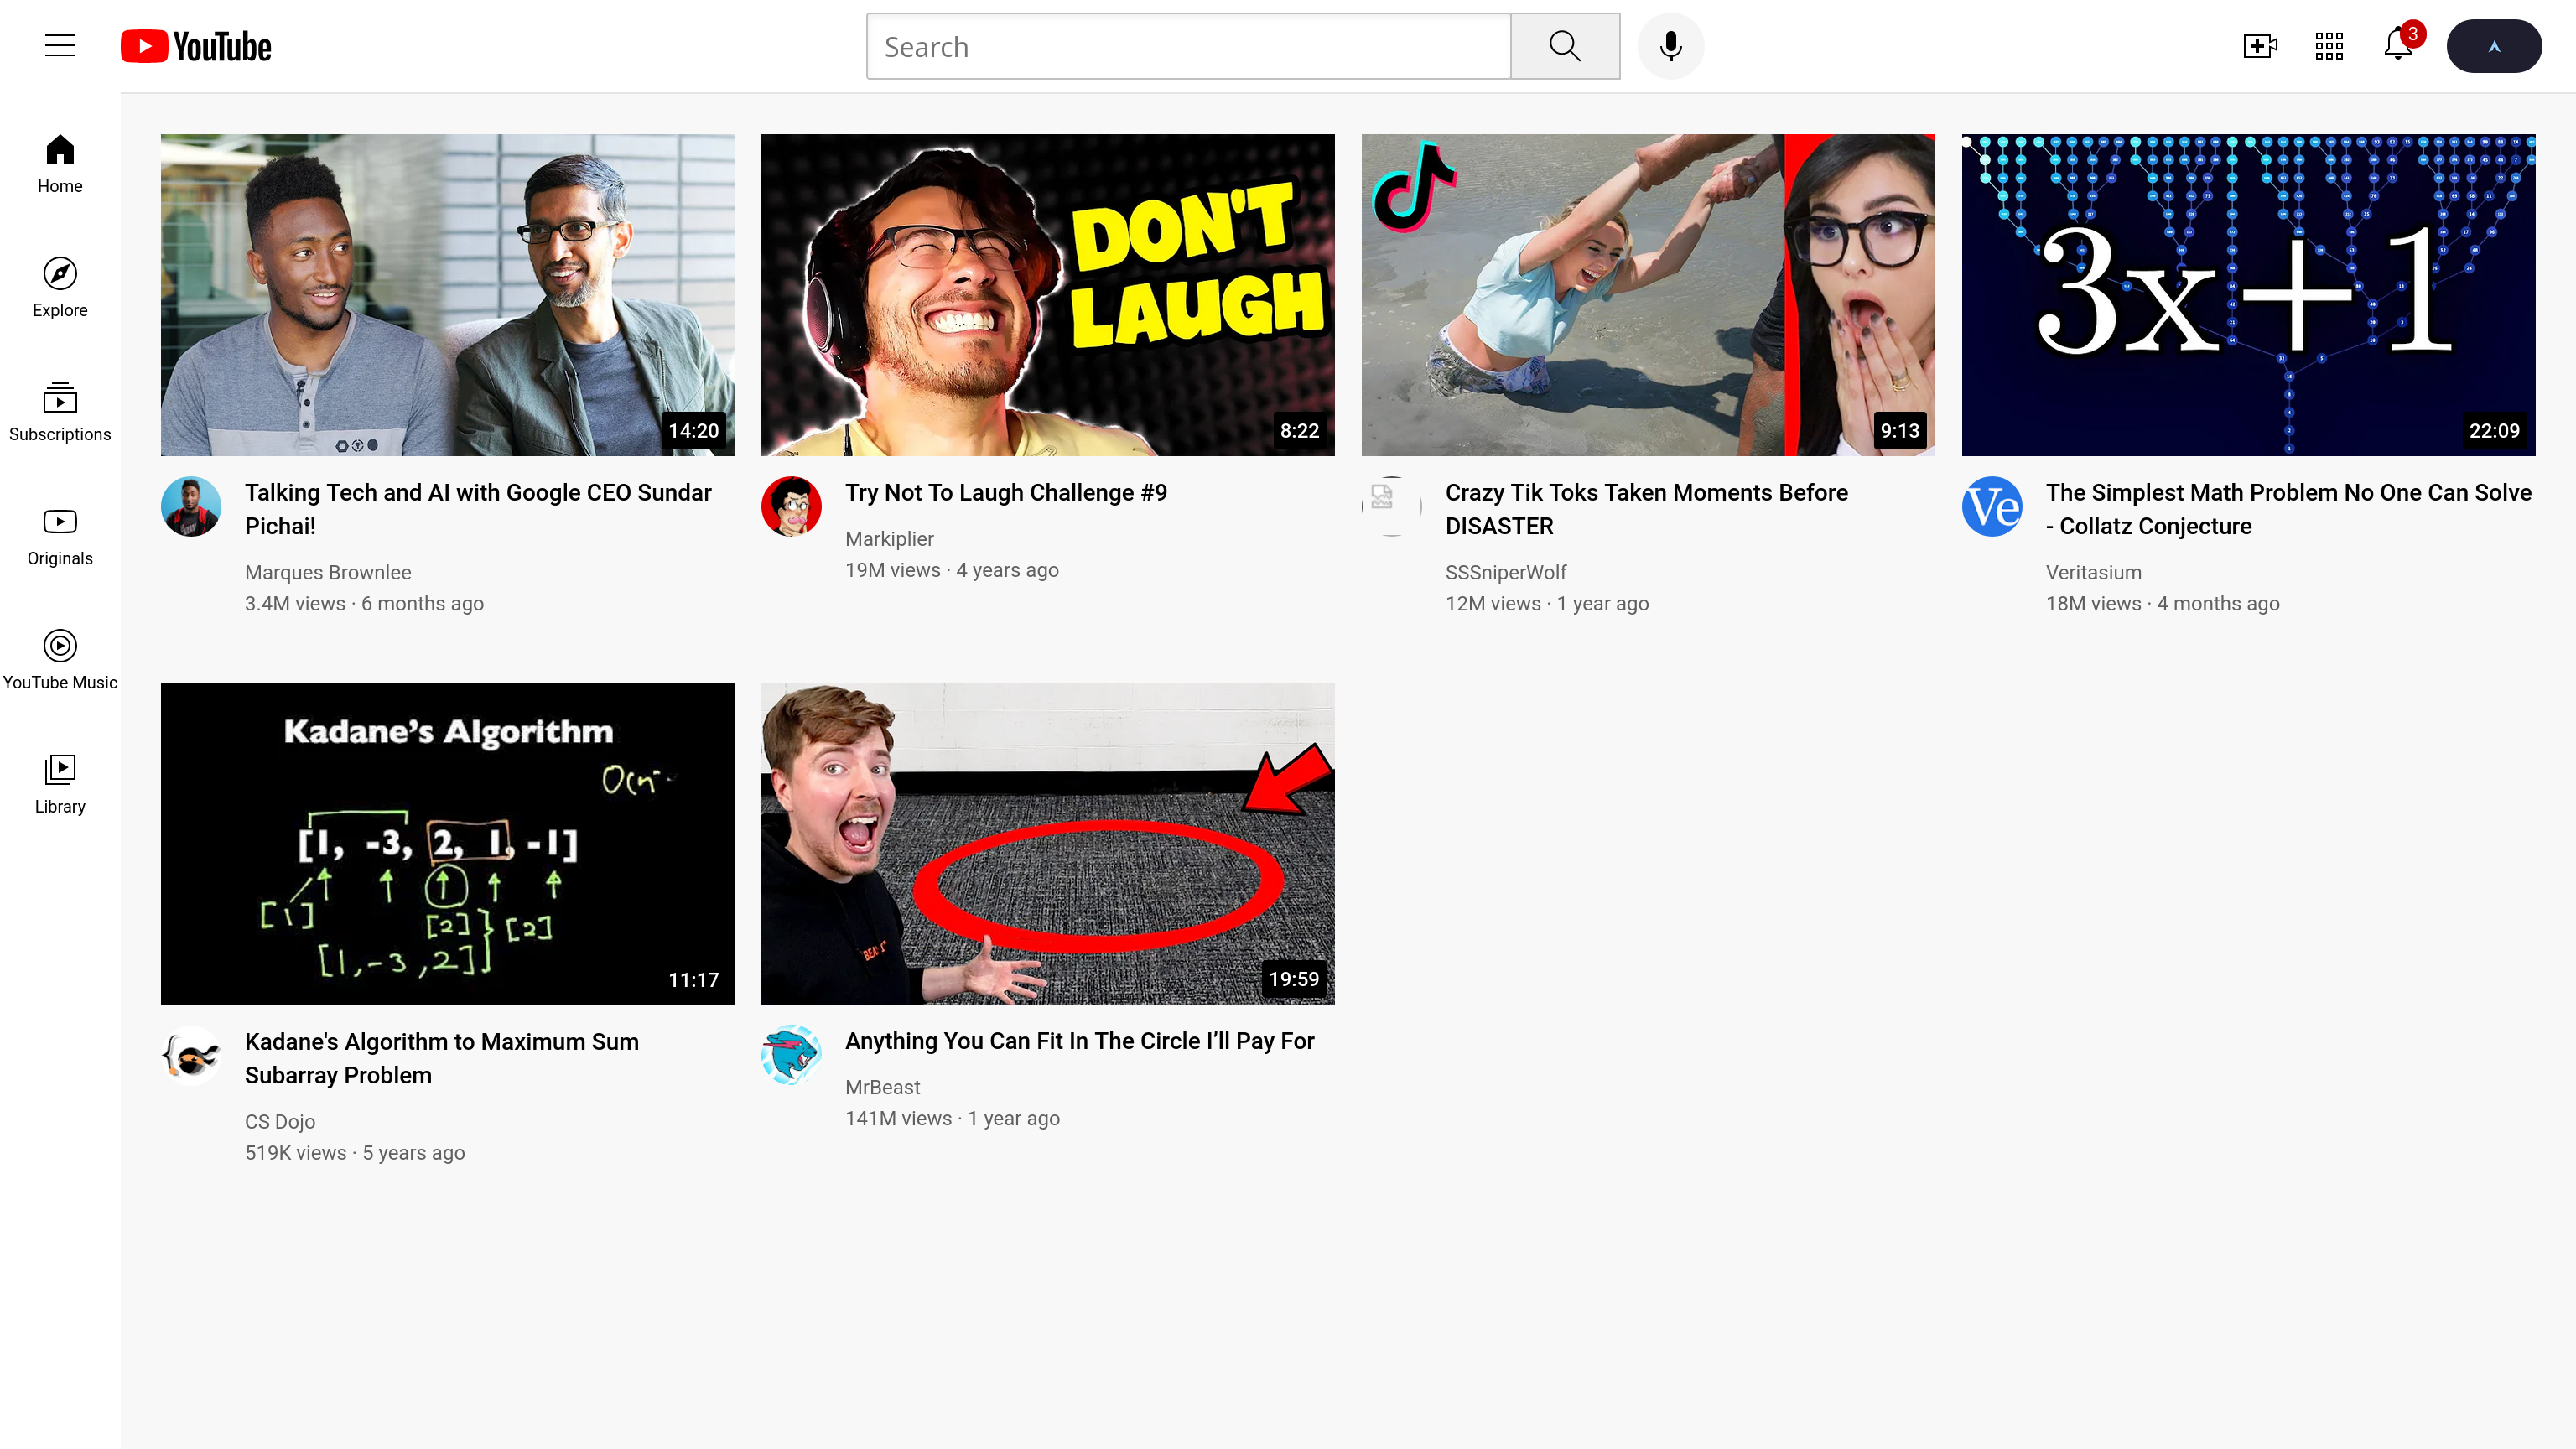 YouTube
Search
3
Home
Explore
Subscriptions
Originals
YouTube Music
Library
DON'T
LAUGH
3x+1
14:20
8:22
9:13
22:09
Talking Tech and AI with Google CEO Sundar
Pichai!
Marques Brownlee
3.4M views · 6 months ago
Try Not To Laugh Challenge #9
Markiplier
19M views · 4 years ago
Crazy Tik Toks Taken Moments Before
DISASTER
SSSniperWolf
12M views · 1 year ago
Ve
The Simplest Math Problem No One Can Solve
- Collatz Conjecture
Veritasium
18M views · 4 months ago
Kadane’s Algorithm
[1, -3, 2, 1, -1]
[1]
[2]
[2]
[1,-3,2]
11:17
19:59
Kadane's Algorithm to Maximum Sum
Subarray Problem
CS Dojo
519K views · 5 years ago
Anything You Can Fit In The Circle I’ll Pay For
MrBeast
141M views · 1 year ago